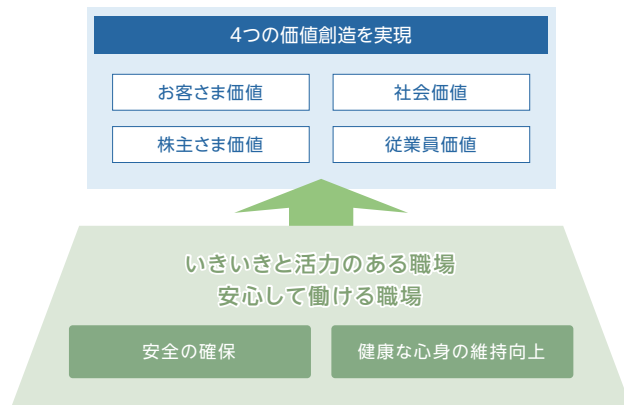 4つの価値創造を実現
お客さま価値
社会価値
株主さま価値
従業員価値
いきいきと活力のある職場
安心して働ける職場
安全の確保
健康な心身の維持向上